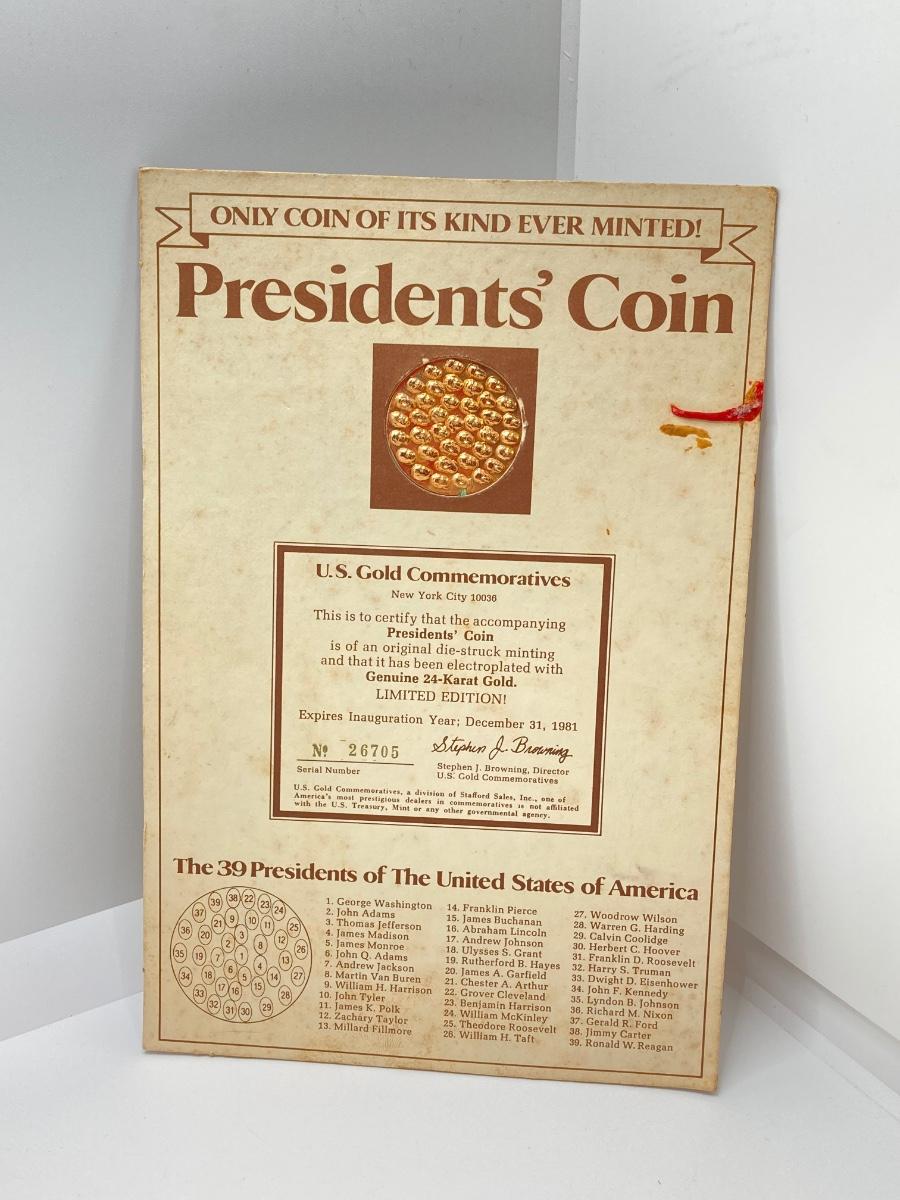 ONLY COIN OF ITS KIND EVER MINTED!
Presidents' Coin
U.S. Gold Commemoratives
New York City 10036
This is to certify that the accompanying
Presidents' Coin
is of an original die-struck minting
and that it has been electroplated with
Genuine 24-Karat Gold.
LIMITED EDITION!
Expires Inauguration Year; December 31, 1981
Nº 26705
Serial Number
Stephen J. Browning
Stephen J. Browning, Director
U.S. Gold Commemoratives
U.S. Gold Commemoratives, a division of Stafford Sales, Inc., one of
America's most prestigious dealers in commemoratives is not affiliated
with the U.S. Treasury, Mint or any other governmental agency.
The 39 Presidents of The United States of America
1. George Washington
2. John Adams
3. Thomas Jefferson
4. James Madison
5. James Monroe
6. John Q. Adams
7. Andrew Jackson
8. Martin Van Buren
9. William H. Harrison
10. John Tyler
11. James K. Polk
12. Zachary Taylor
13. Millard Fillmore
14. Franklin Pierce
15. James Buchanan
16. Abraham Lincoln
17. Andrew Johnson
18. Ulysses S. Grant
19. Rutherford B. Hayes
20. James A. Garfield
21. Chester A. Arthur
22. Grover Cleveland
23. Benjamin Harrison
24. William McKinley
25. Theodore Roosevelt
26. William H. Taft
27. Woodrow Wilson
28. Warren G. Harding
29. Calvin Coolidge
30. Herbert C. Hoover
31. Franklin D. Roosevelt
32. Harry S. Truman
33. Dwight D. Eisenhower
34. John F. Kennedy
35. Lyndon B. Johnson
36. Richard M. Nixon
37. Gerald R. Ford
38. Jimmy Carter
39. Ronald W. Reagan